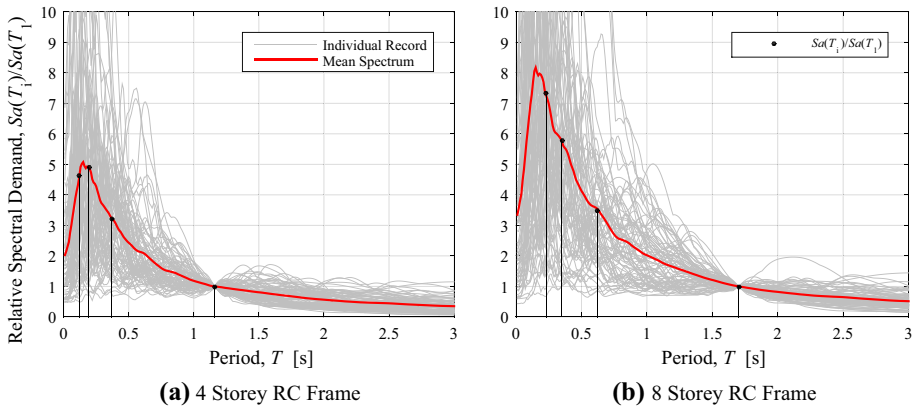 Relative Spectral Demand, Sa(Ti)/Sa(T1)
10
9
8
7
6
5
4
3
2
1
0
Individual Record
Mean Spectrum
0 0.5 1 1.5 2 2.5 3
Period, T [s]
(a) 4 Storey RC Frame
10
9
8
7
6
5
4
3
2
1
0
Sa(Ti)/Sa(T1)
0 0.5 1 1.5 2 2.5 3
Period, T [s]
(b) 8 Storey RC Frame